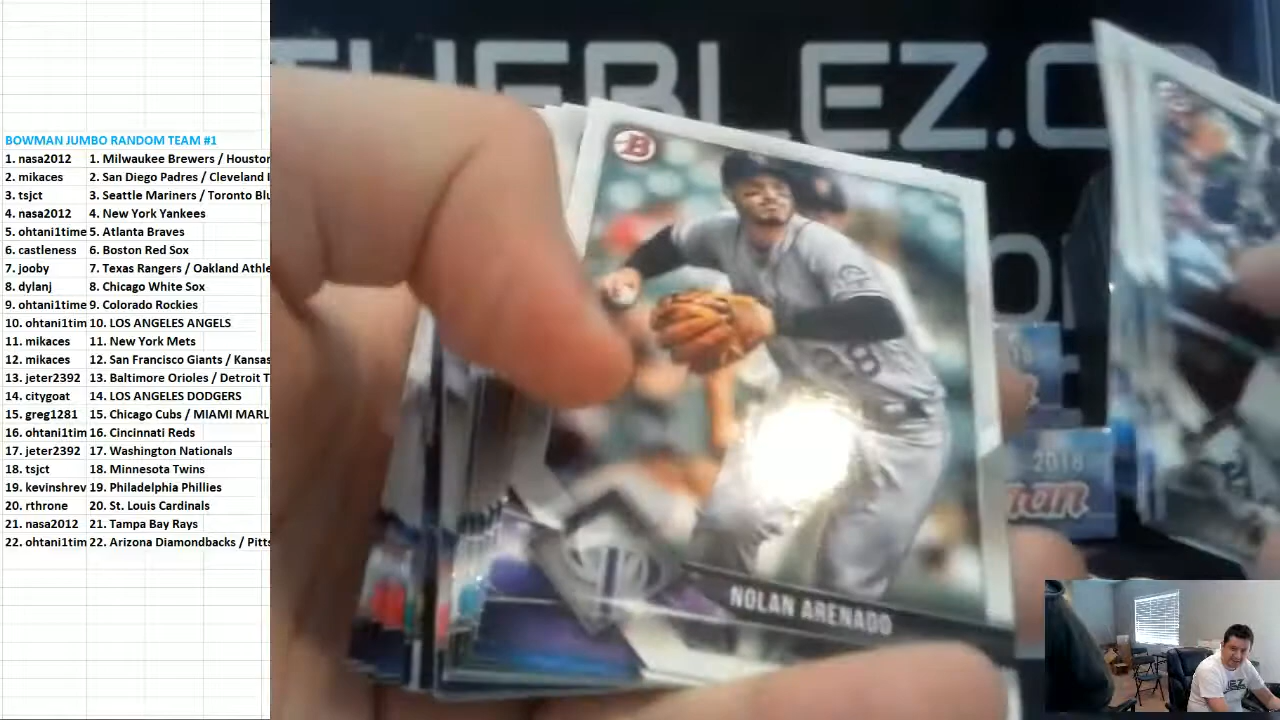 BOWMAN JUMBO RANDOM TEAM #1
1. nasa2012 1. Milwaukee Brewers / Houston
2. mikaces 2. San Diego Padres / Cleveland I
3. tsjct 3. Seattle Mariners / Toronto Blu
4. nasa2012 4. New York Yankees
5. ohtani1time 5. Atlanta Braves
6. castleness 6. Boston Red Sox
7. jooby 7. Texas Rangers / Oakland Athle
8. dylanj 8. Chicago White Sox
9. ohtani1time 9. Colorado Rockies
10. ohtani1tim 10. LOS ANGELES ANGELS
11. mikaces 11. New York Mets
12. mikaces 12. San Francisco Giants / Kansas
13. jeter2392 13. Baltimore Orioles / Detroit T
14. citygoat 14. LOS ANGELES DODGERS
15. greg1281 15. Chicago Cubs / MIAMI MARL
16. ohtani1tim 16. Cincinnati Reds
17. jeter2392 17. Washington Nationals
18. tsjct 18. Minnesota Twins
19. kevinshrev 19. Philadelphia Phillies
20. rthrone 20. St. Louis Cardinals
21. nasa2012 21. Tampa Bay Rays
22. ohtani1tim 22. Arizona Diamondbacks / Pitts
THEBLEZ.CO
B
28
NOLAN ARENADO
2018